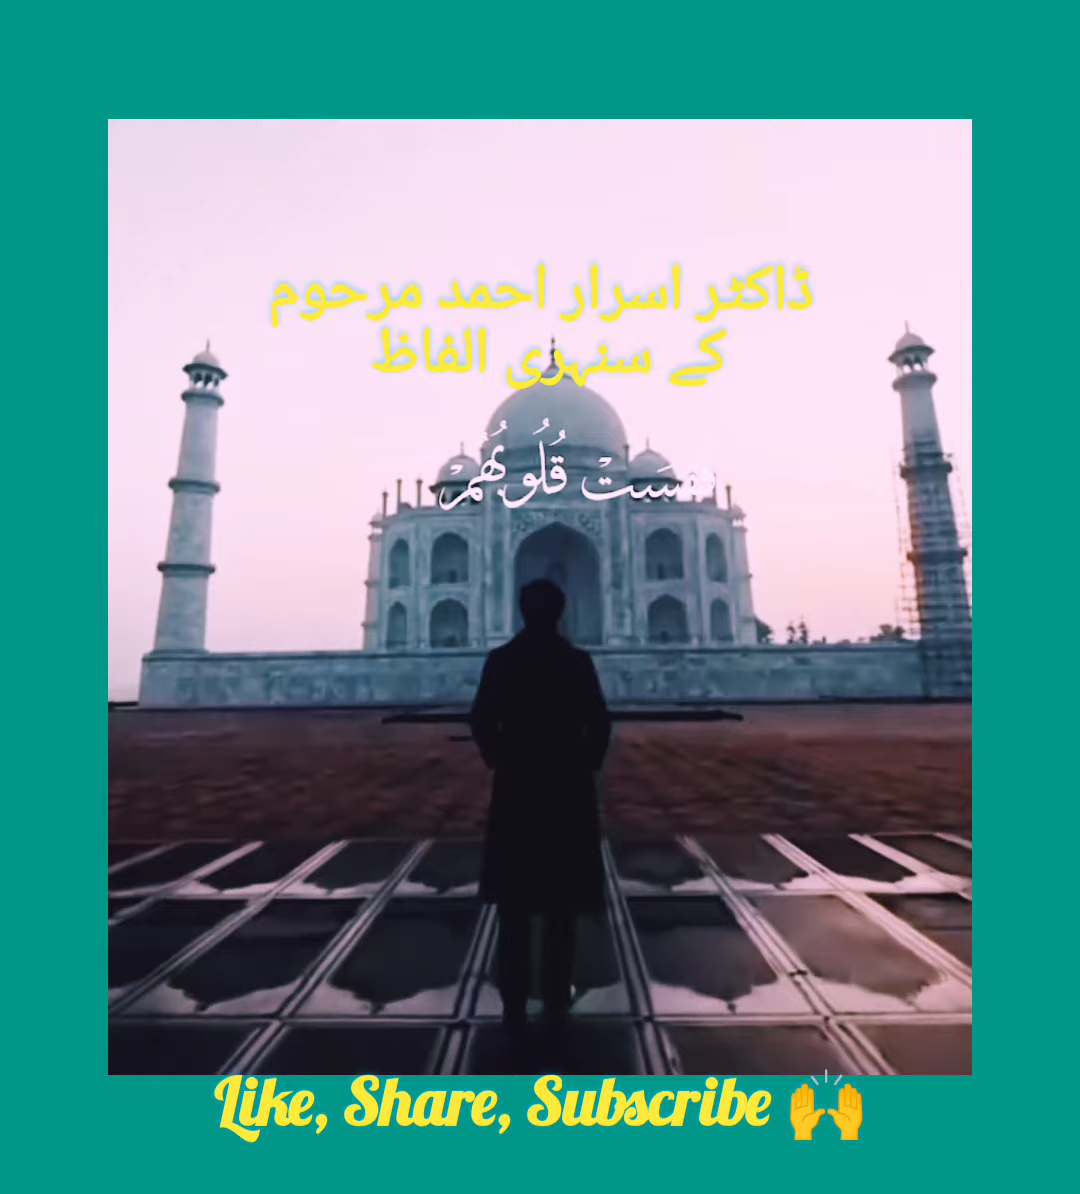 ڈاکٹر اسرار احمد مرحوم
کے سنہری الفاظ
قُلُوبُهُمْ
Like, Share, Subscribe 🙌